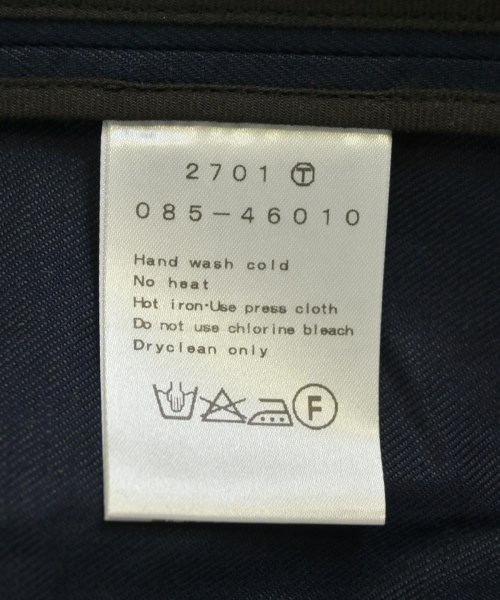 2701 Ⓣ
085-46010
Hand wash cold
No heat
Hot iron·Use press cloth
Do not use chlorine bleach
Dryclean only
F